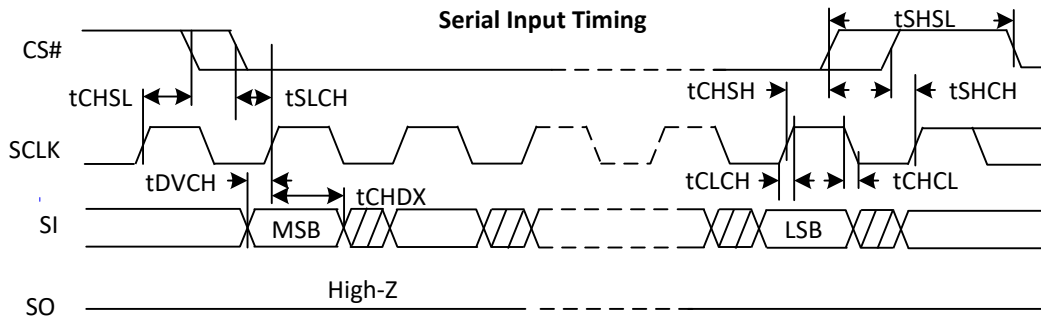 Serial Input Timing
tSHSL
CS#
tCHSL
tSLCH
tCHSH
tSHCH
SCLK
tDVCH
tCHDX
tCLCH
tCHCL
SI
MSB
LSB
High-Z
SO